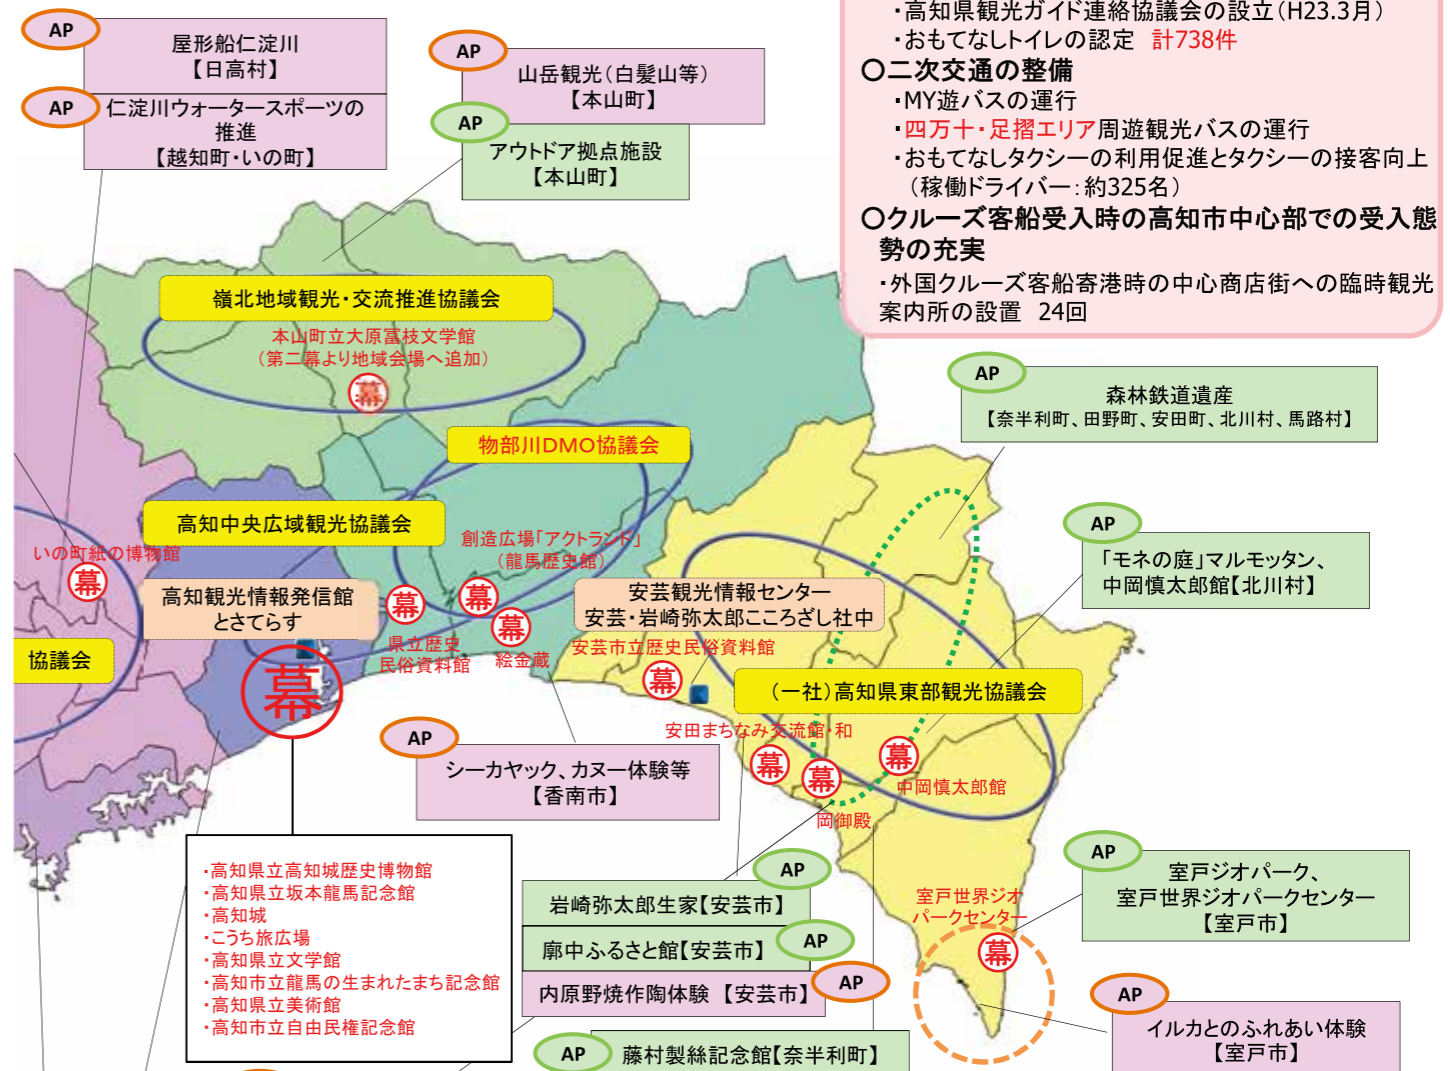 ・高知県観光ガイド連絡協議会の設立（H23.3月）
・おもてなしトイレの認定　計738件
〇二次交通の整備
・MY遊バスの運行
・四万十・足摺エリア周遊観光バスの運行
・おもてなしタクシーの利用促進とタクシーの接客向上
（稼働ドライバー：約325名）
〇クルーズ客船受入時の高知市中心部での受入態
勢の充実
・外国クルーズ客船寄港時の中心商店街への臨時観光
案内所の設置　24回
AP
屋形船仁淀川
【日高村】
AP
仁淀川ウォータースポーツの
推進
【越知町・いの町】
AP
山岳観光（白髪山等）
【本山町】
AP
アウトドア拠点施設
【本山町】
嶺北地域観光・交流推進協議会
本山町立大原富枝文学館
（第二幕より地域会場へ追加）
幕
AP
森林鉄道遺産
【奈半利町、田野町、安田町、北川村、馬路村】
物部川DMO協議会
高知中央広域観光協議会
創造広場「アクトランド」
（龍馬歴史館）
幕
いの町紙の博物館
幕
AP
「モネの庭」マルモッタン、
中岡慎太郎館【北川村】
高知観光情報発信館
とさてらす
幕
県立歴史
民俗資料館
幕
絵金蔵
安芸観光情報センター
安芸・岩崎弥太郎こころざし社中
安芸市立歴史民俗資料館
幕
協議会
幕
（一社）高知県東部観光協議会
安田まちなみ交流館・和
幕
幕
岡御殿
幕
中岡慎太郎館
AP
シーカヤック、カヌー体験等
【香南市】
・高知県立高知城歴史博物館
・高知県立坂本龍馬記念館
・高知城
・こうち旅広場
・高知県立文学館
・高知市立龍馬の生まれたまち記念館
・高知県立美術館
・高知市立自由民権記念館
AP
岩崎弥太郎生家【安芸市】
AP
廓中ふるさと館【安芸市】
AP
内原野焼作陶体験 【安芸市】
AP
藤村製絲記念館【奈半利町】
AP
室戸ジオパーク、
室戸世界ジオパークセンター
【室戸市】
室戸世界ジオ
パークセンター
幕
AP
イルカとのふれあい体験
【室戸市】